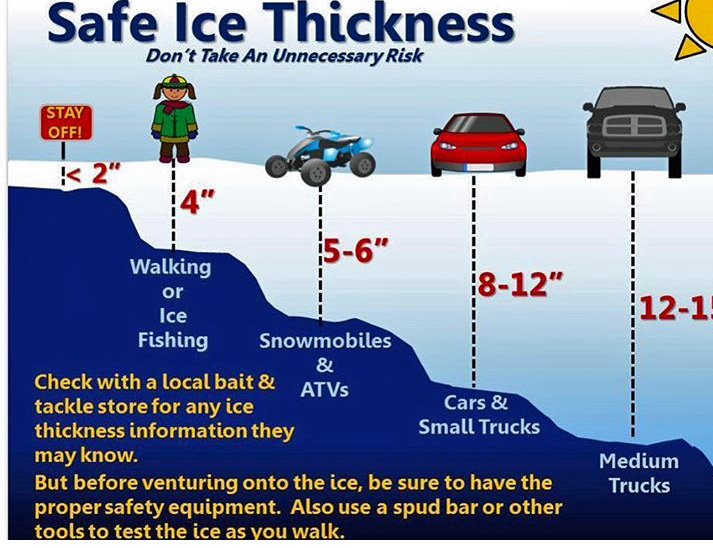 Safe Ice Thickness
Don't Take An Unnecessary Risk
STAY
OFF!
< 2"
4"
5-6"
8-12"
12-15
Walking
or
Ice
Fishing
Snowmobiles
&
ATVs
Cars &
Small Trucks
Medium
Trucks
Check with a local bait &
tackle store for any ice
thickness information they
may know.
But before venturing onto the ice, be sure to have the
proper safety equipment.  Also use a spud bar or other
tools to test the ice as you walk.